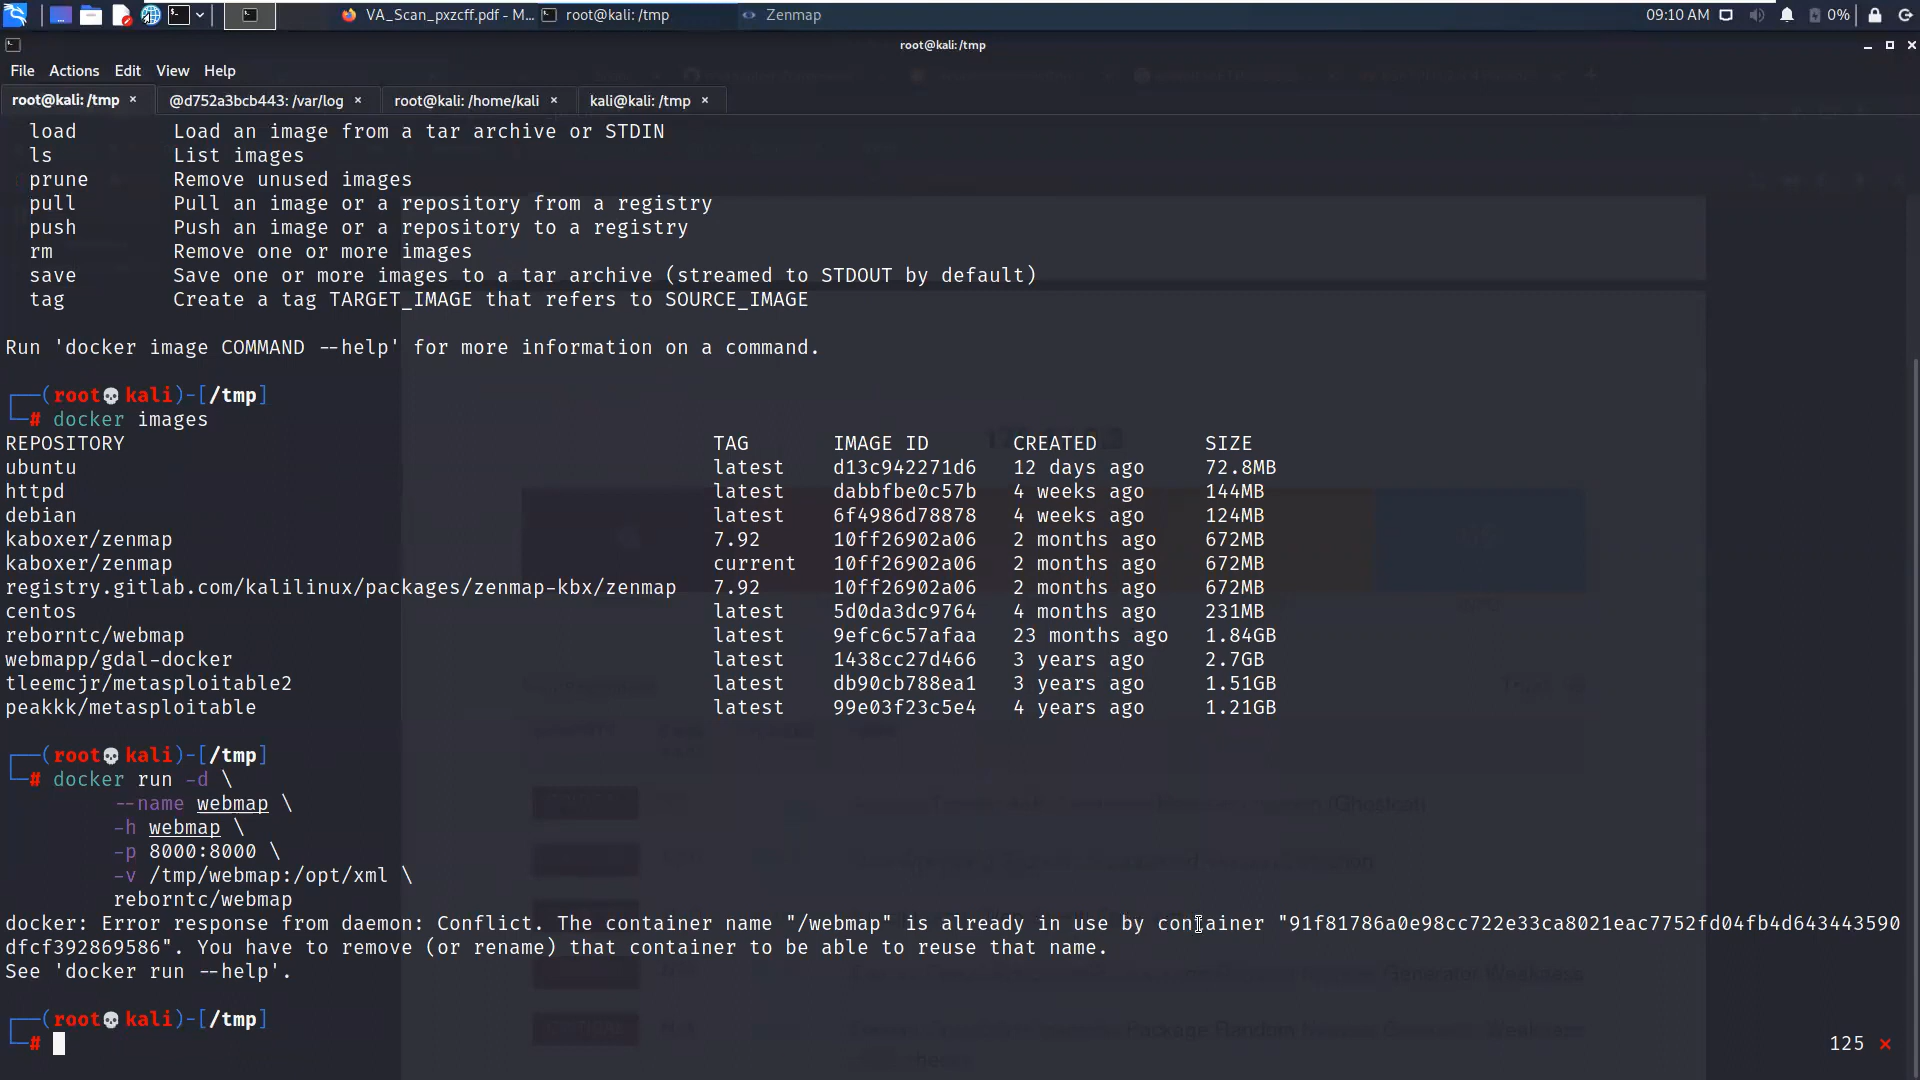 VA_Scan_pxzcff.pdf - M... root@kali: /tmp Zenmap 09:10 AM 0%
root@kali: /tmp
File Actions Edit View Help
root@kali: /tmp × @d752a3bcb443: /var/log × root@kali: /home/kali × kali@kali: /tmp ×
load Load an image from a tar archive or STDIN
ls List images
prune Remove unused images
pull Pull an image or a repository from a registry
push Push an image or a repository to a registry
rm Remove one or more images
save Save one or more images to a tar archive (streamed to STDOUT by default)
tag Create a tag TARGET_IMAGE that refers to SOURCE_IMAGE
Run 'docker image COMMAND --help' for more information on a command.
┌──(root💀kali)-[/tmp]
└─# docker images
REPOSITORY TAG IMAGE ID CREATED SIZE
ubuntu latest d13c942271d6 12 days ago 72.8MB
httpd latest dabbfbe0c57b 4 weeks ago 144MB
debian latest 6f4986d78878 4 weeks ago 124MB
kaboxer/zenmap 7.92 10ff26902a06 2 months ago 672MB
kaboxer/zenmap current 10ff26902a06 2 months ago 672MB
registry.gitlab.com/kalilinux/packages/zenmap-kbx/zenmap 7.92 10ff26902a06 2 months ago 672MB
centos latest 5d0da3dc9764 4 months ago 231MB
reborntc/webmap latest 9efc6c57afaa 23 months ago 1.84GB
webmapp/gdal-docker latest 1438cc27d466 3 years ago 2.7GB
tleemcjr/metasploitable2 latest db90cb788ea1 3 years ago 1.51GB
peakkk/metasploitable latest 99e03f23c5e4 4 years ago 1.21GB
┌──(root💀kali)-[/tmp]
└─# docker run -d \
--name webmap \
-h webmap \
-p 8000:8000 \
-v /tmp/webmap:/opt/xml \
reborntc/webmap
docker: Error response from daemon: Conflict. The container name "/webmap" is already in use by container "91f81786a0e98cc722e33ca8021eac7752fd04fb4d643443590
dfcf392869586". You have to remove (or rename) that container to be able to reuse that name.
See 'docker run --help'.
┌──(root💀kali)-[/tmp]
└─# 125 ×